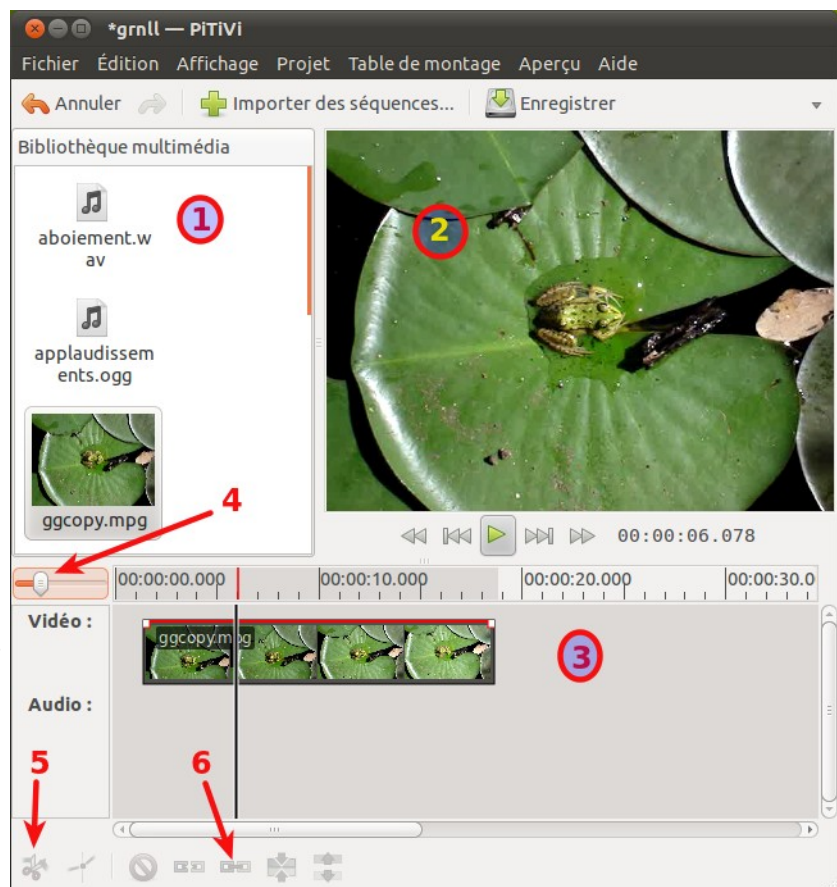 *grnll — PiTiVi
Fichier Édition Affichage Projet Table de montage Aperçu Aide
Annuler Importer des séquences... Enregistrer
Bibliothèque multimédia
1
2
aboiement.w
av
applaudissem
ents.ogg
ggcopy.mpg
4
00:00:06.078
00:00:00.000 00:00:10.000 00:00:20.000 00:00:30.0
Vidéo :
ggcopy.mpg
3
Audio :
5
6